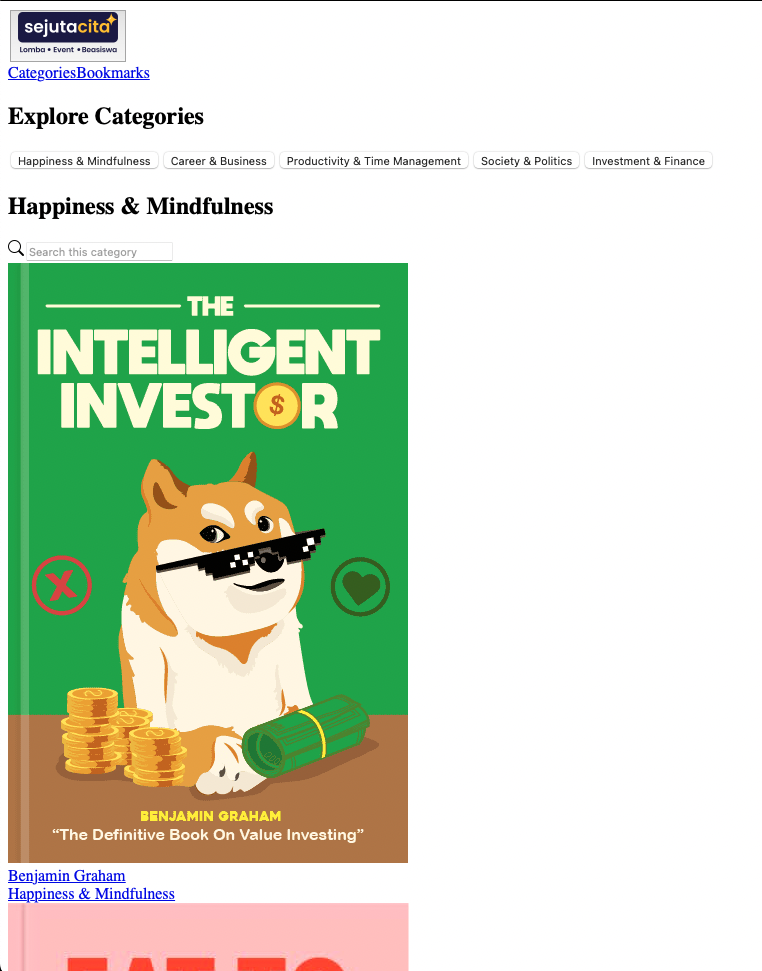 sejutacita
Lomba • Event • Beasiswa
CategoriesBookmarks
Explore Categories
Happiness & Mindfulness Career & Business Productivity & Time Management Society & Politics Investment & Finance
Happiness & Mindfulness
Search this category
THE
INTELLIGENT
INVEST$R
BENJAMIN GRAHAM
“The Definitive Book On Value Investing”
Benjamin Graham
Happiness & Mindfulness